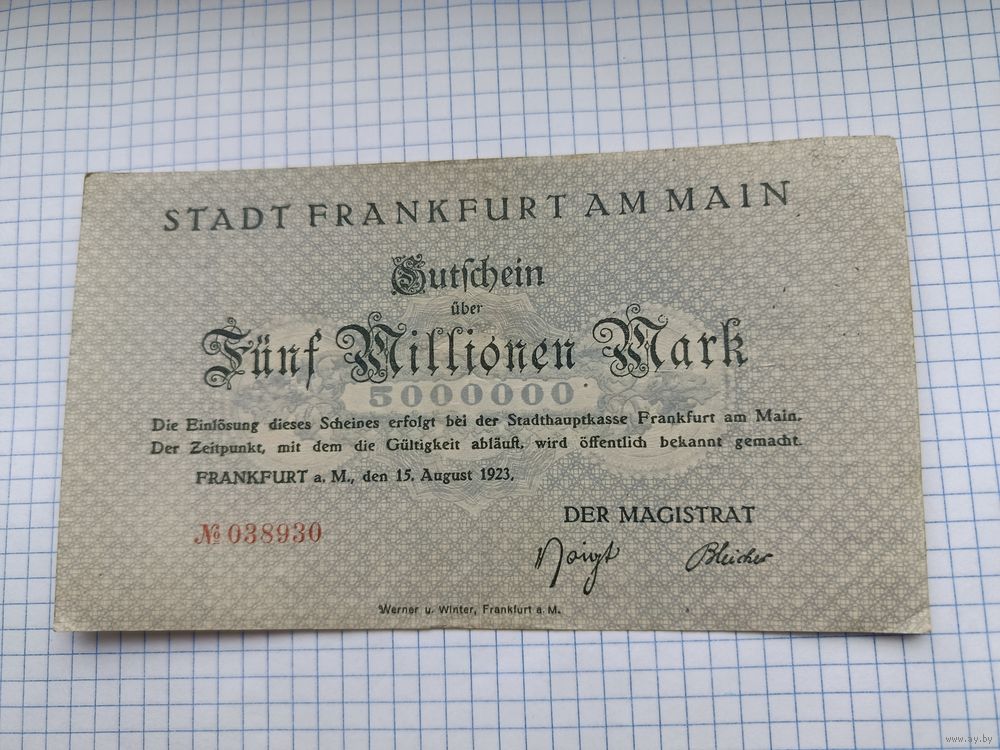 STADT FRANKFURT AM MAIN
Gutschein
über
Fünf Millionen Mark
5000000
Die Einlösung dieses Scheines erfolgt bei der Stadthauptkasse Frankfurt am Main.
Der Zeitpunkt, mit dem die Gültigkeit abläuft, wird öffentlich bekannt gemacht.
FRANKFURT a. M., den 15. August 1923.
DER MAGISTRAT
№ 038930
Voigt Bleicher
Werner u. Winter, Frankfurt a. M.
www.ay.by